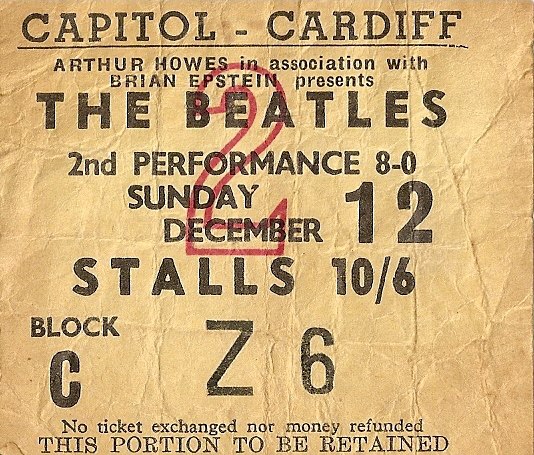 CAPITOL - CARDIFF
ARTHUR HOWES in association with
BRIAN EPSTEIN presents
THE BEATLES
2
2nd PERFORMANCE 8-0
SUNDAY
DECEMBER 12
STALLS 10/6
BLOCK
C Z 6
No ticket exchanged nor money refunded
THIS PORTION TO BE RETAINED